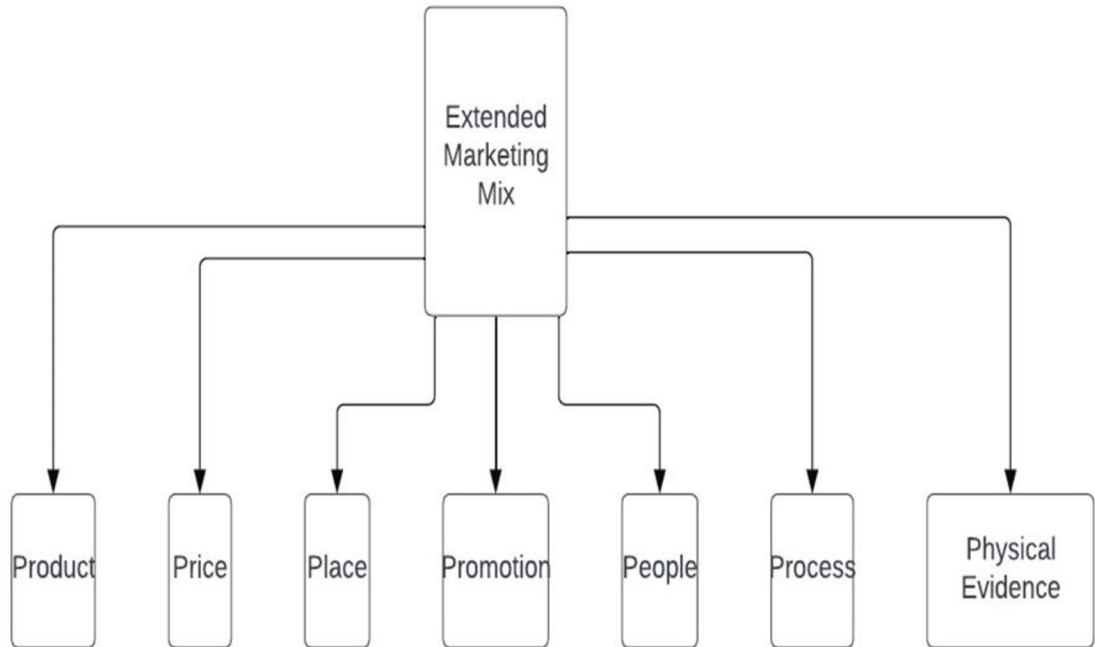 Extended
Marketing
Mix
Product
Price
Place
Promotion
People
Process
Physical
Evidence